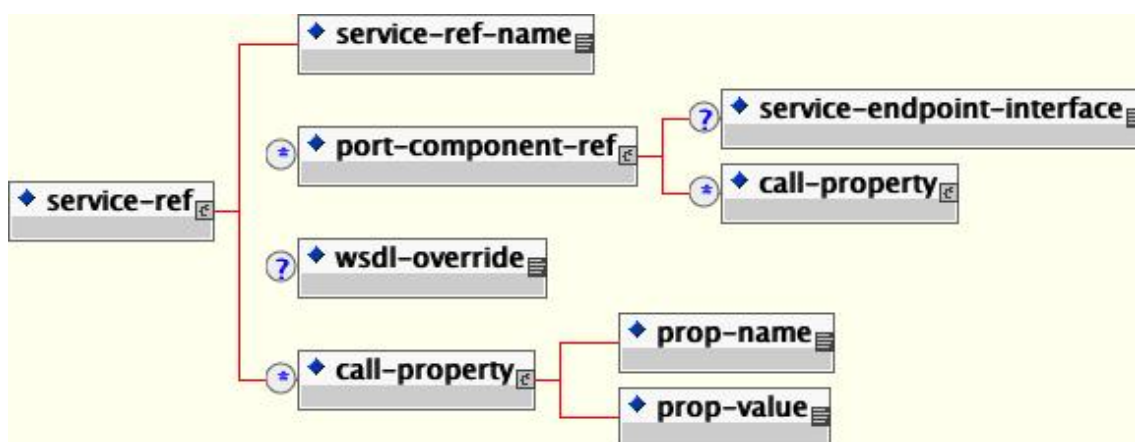 service-ref-name
service-endpoint-interface
?
port-component-ref
*
call-property
*
service-ref
wsdl-override
?
prop-name
call-property
*
prop-value